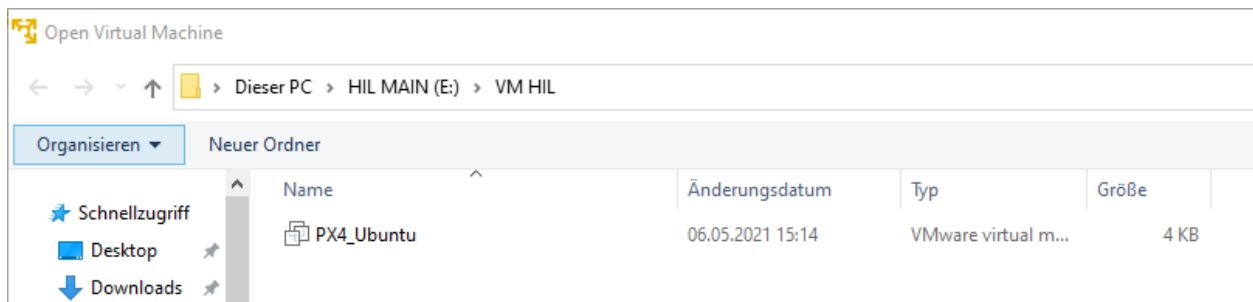 Open Virtual Machine
Dieser PC > HIL MAIN (E:) > VM HIL
Organisieren Neuer Ordner
Name Änderungsdatum Typ Größe
Schnellzugriff
PX4_Ubuntu 06.05.2021 15:14 VMware virtual m... 4 KB
Desktop
Downloads